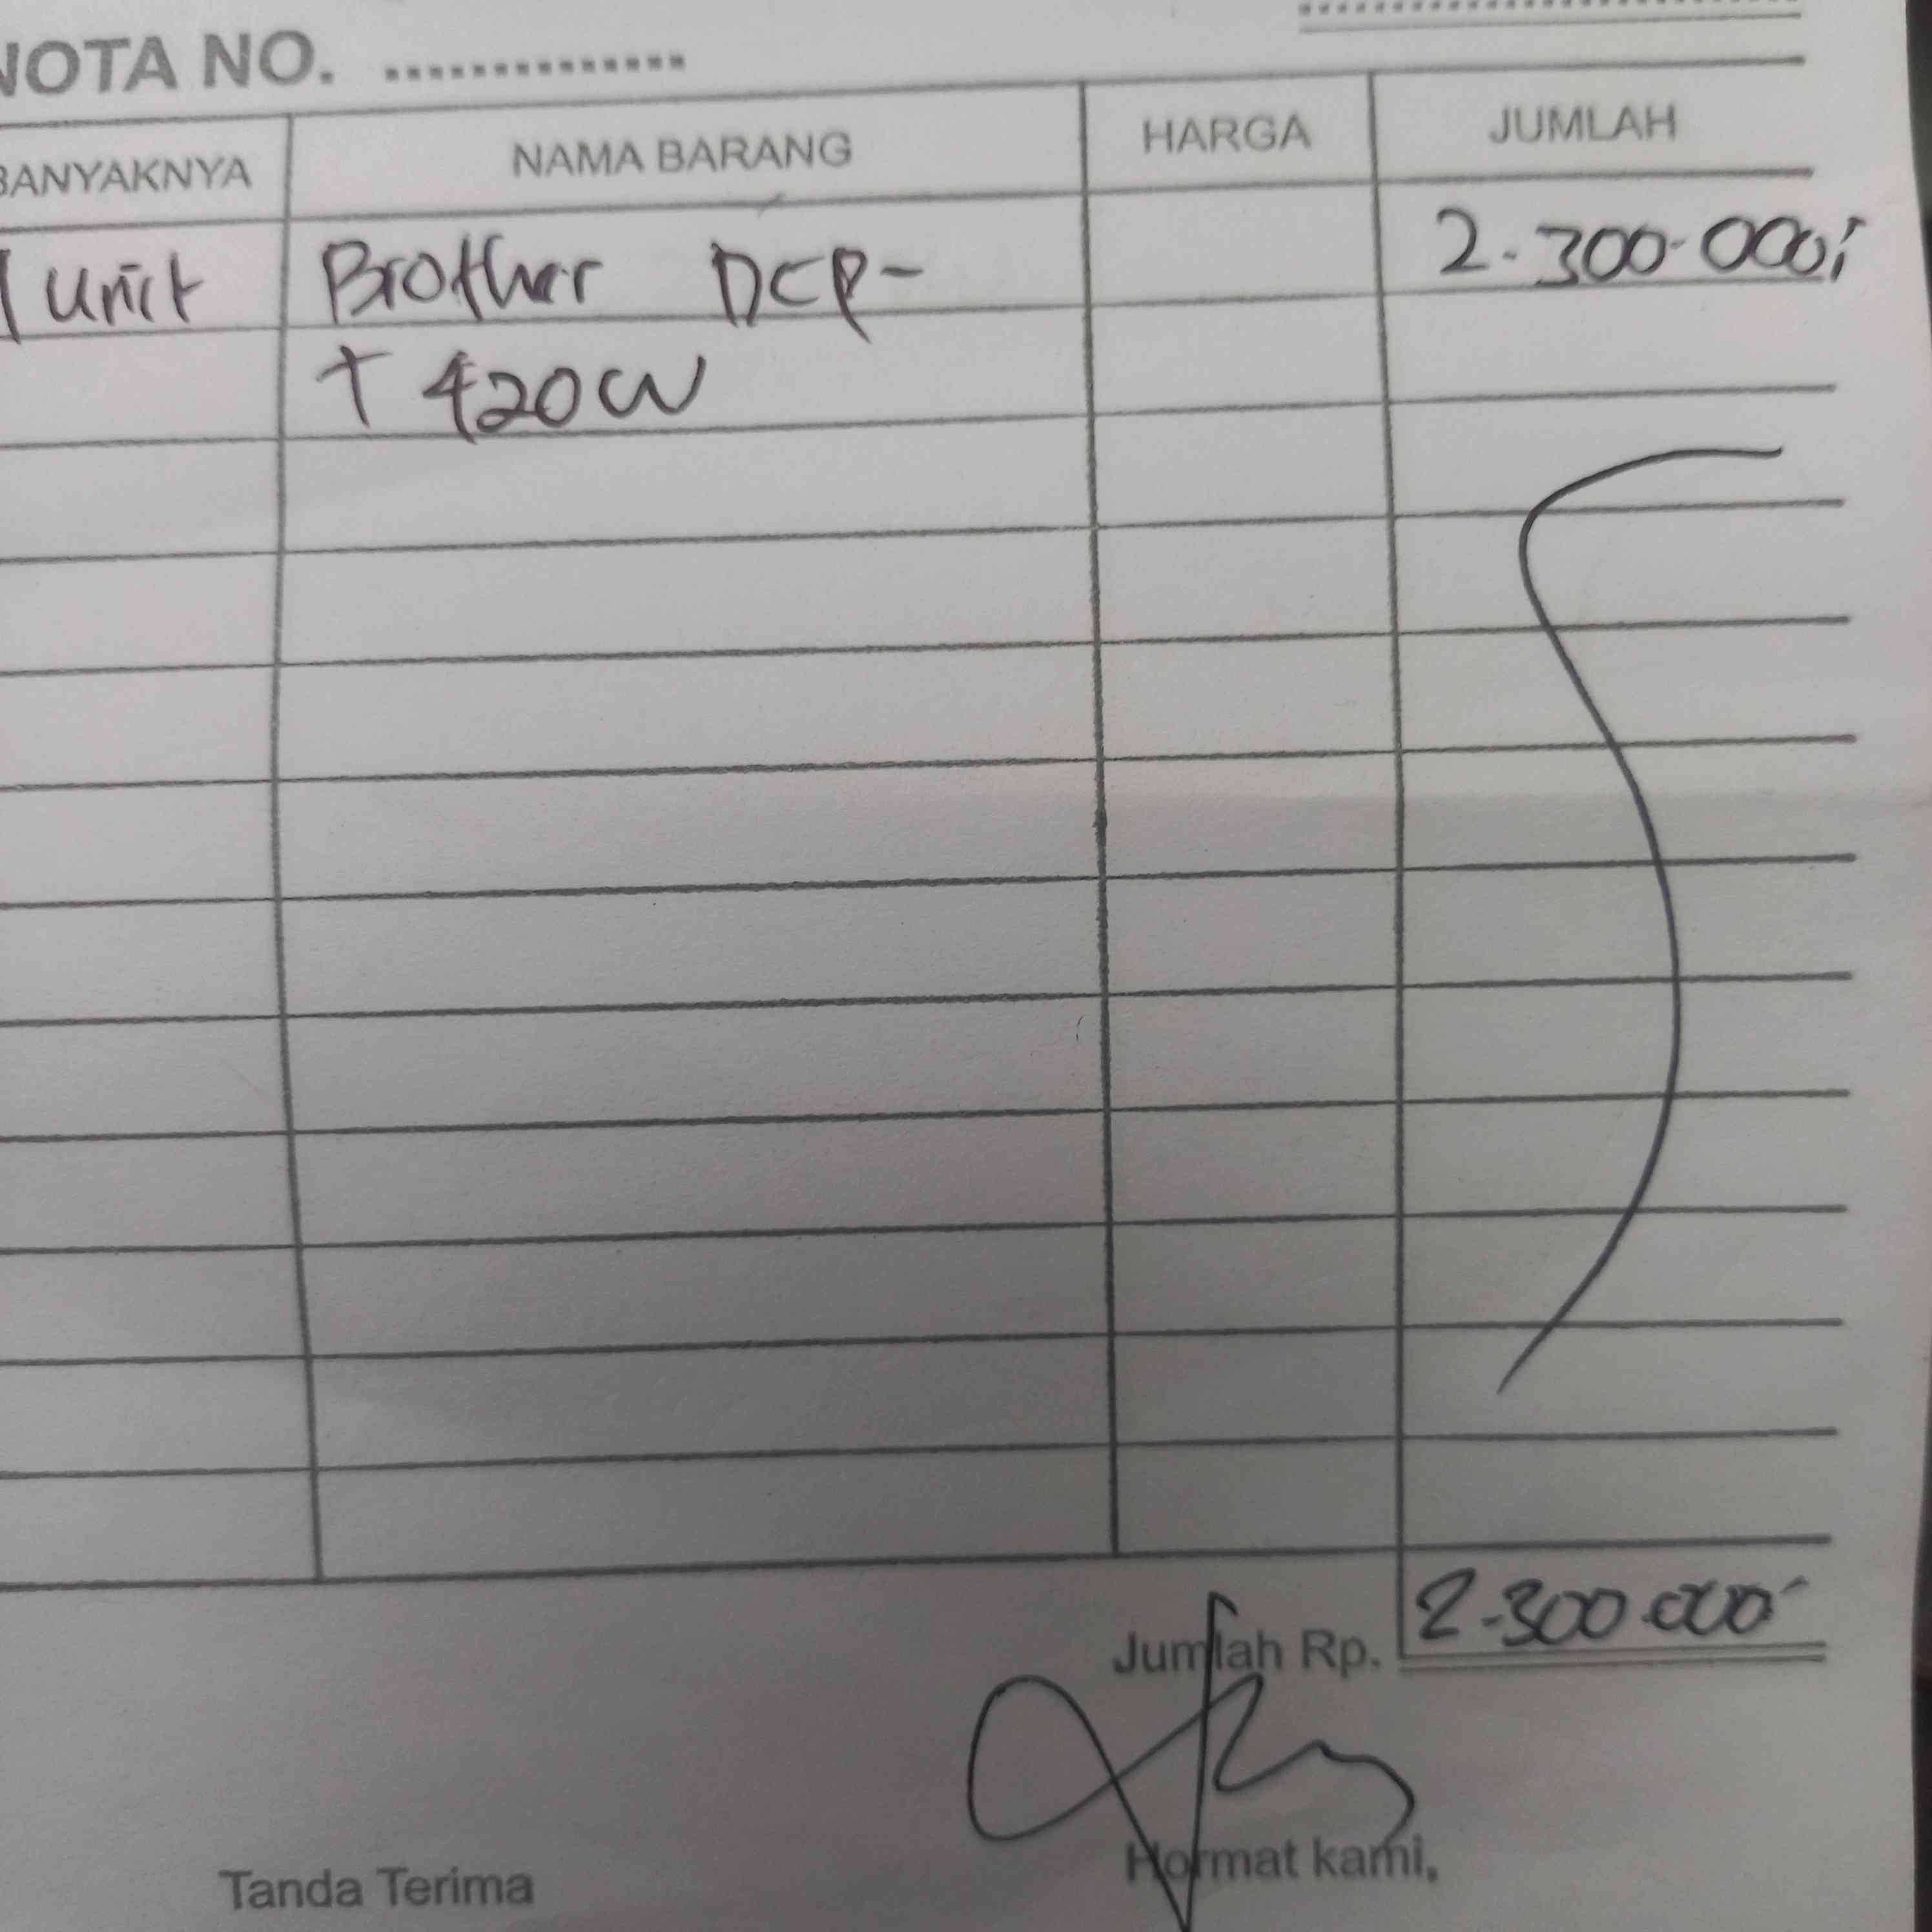 NOTA NO. ..............
BANYAKNYA NAMA BARANG HARGA JUMLAH
1 Unit Brother DCP- 2.300.000,-
T 420W
Jumlah Rp. 2.300.000-
Tanda Terima Hormat kami,